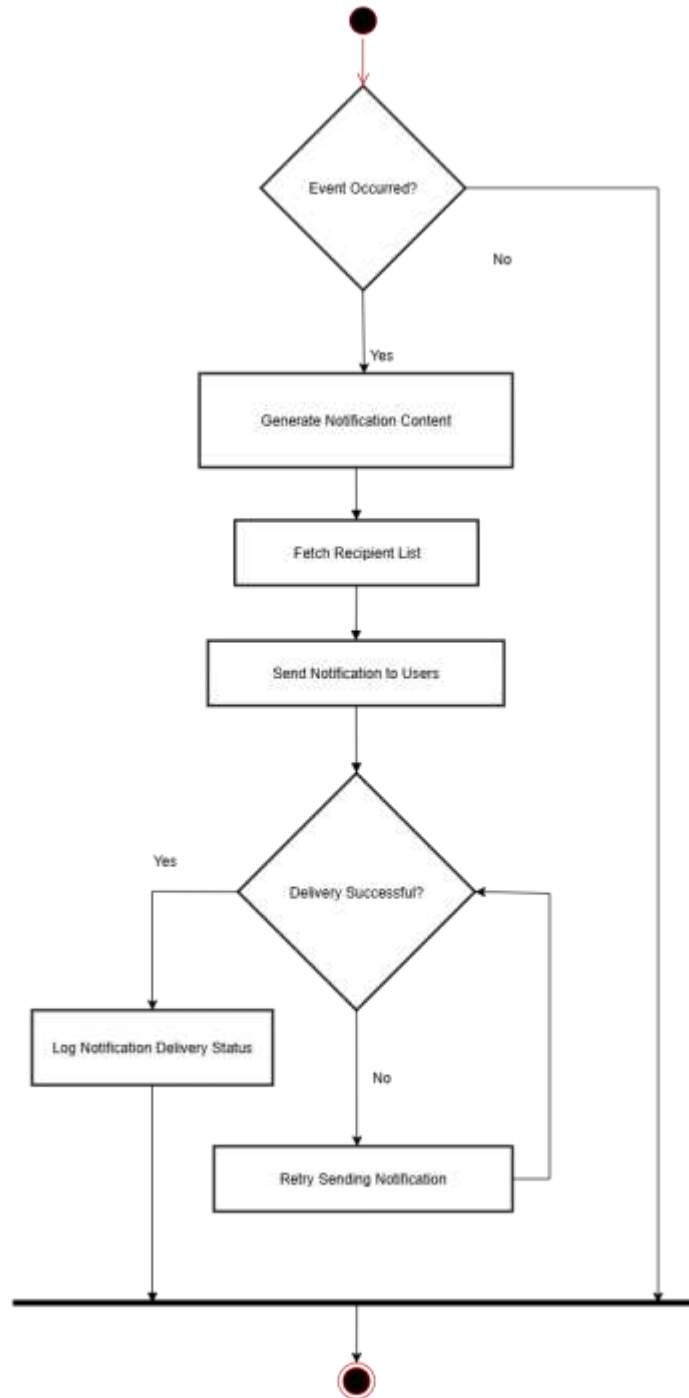 Event Occurred?
No
Yes
Generate Notification Content
Fetch Recipient List
Send Notification to Users
Yes
Delivery Successful?
Log Notification Delivery Status
No
Retry Sending Notification